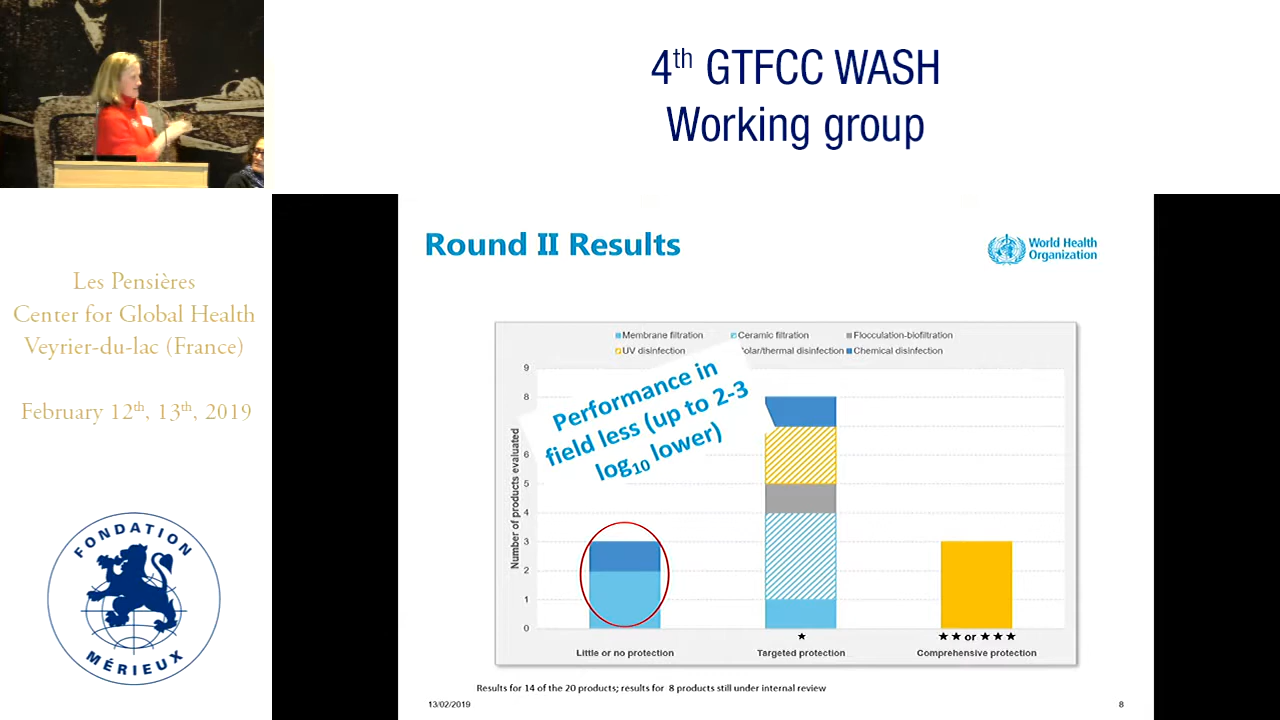 4th GTFCC WASH
Working group
Les Pensières
Center for Global Health
Veyrier-du-lac (France)
February 12th, 13th, 2019
FONDATION
MÉRIEUX
Round II Results
World Health
Organization
Membrane filtration
Ceramic filtration
Flocculation-biofiltration
UV disinfection
olar/thermal disinfection
Chemical disinfection
Performance in
field less (up to 2-3
log10 lower)
Number of products evaluated
9
8
6
5
4
3
2
1
0
Little or no protection
★
Targeted protection
★★ or ★★★
Comprehensive protection
Results for 14 of the 20 products; results for 8 products still under internal review
13/02/2019
8